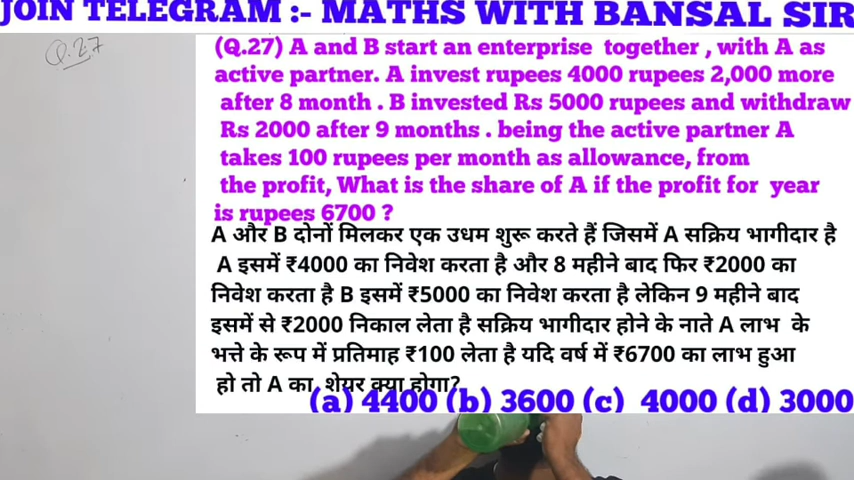 JOIN TELEGRAM :- MATHS WITH BANSAL SIR
Q.27
(Q.27) A and B start an enterprise together , with A as
active partner. A invest rupees 4000 rupees 2,000 more
after 8 month . B invested Rs 5000 rupees and withdraw
Rs 2000 after 9 months . being the active partner A
takes 100 rupees per month as allowance, from
the profit, What is the share of A if the profit for year
is rupees 6700 ?
A और B दोनों मिलकर एक उधम शुरू करते हैं जिसमें A सक्रिय भागीदार है
A इसमें ₹4000 का निवेश करता है और 8 महीने बाद फिर ₹2000 का
निवेश करता है B इसमें ₹5000 का निवेश करता है लेकिन 9 महीने बाद
इसमें से ₹2000 निकाल लेता है सक्रिय भागीदार होने के नाते A लाभ के
भत्ते के रूप में प्रतिमाह ₹100 लेता है यदि वर्ष में ₹6700 का लाभ हुआ
हो तो A का शेयर क्या होगा?
(a) 4400 (b) 3600 (c) 4000 (d) 3000